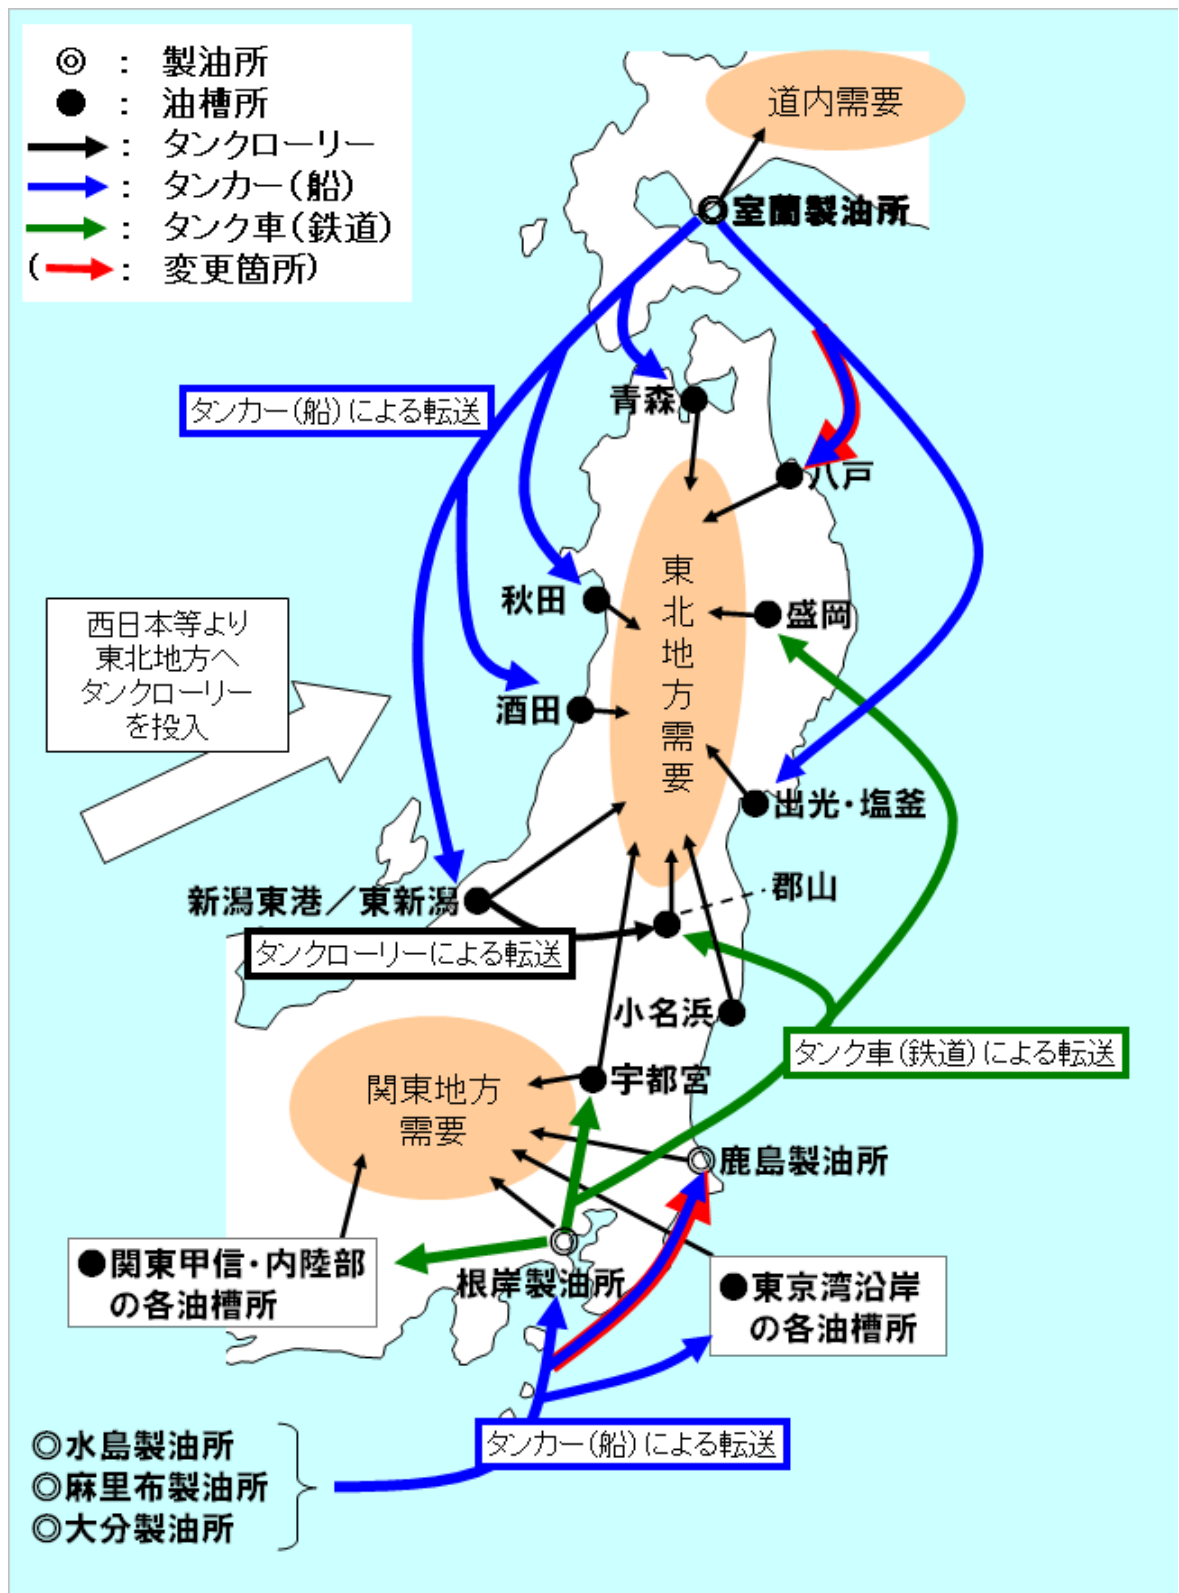 ◎ : 製油所
● : 油槽所
: タンクローリー
: タンカー(船)
: タンク車(鉄道)
( : 変更箇所)
道内需要
◎室蘭製油所
タンカー(船)による転送
青森
八戸
東北地方需要
秋田
盛岡
西日本等より
東北地方へ
タンクローリー
を投入
酒田
出光・塩釜
郡山
新潟東港／東新潟
タンクローリーによる転送
小名浜
タンク車(鉄道)による転送
宇都宮
関東地方
需要
鹿島製油所
●関東甲信・内陸部
の各油槽所
根岸製油所
●東京湾沿岸
の各油槽所
タンカー(船)による転送
◎水島製油所
◎麻里布製油所
◎大分製油所